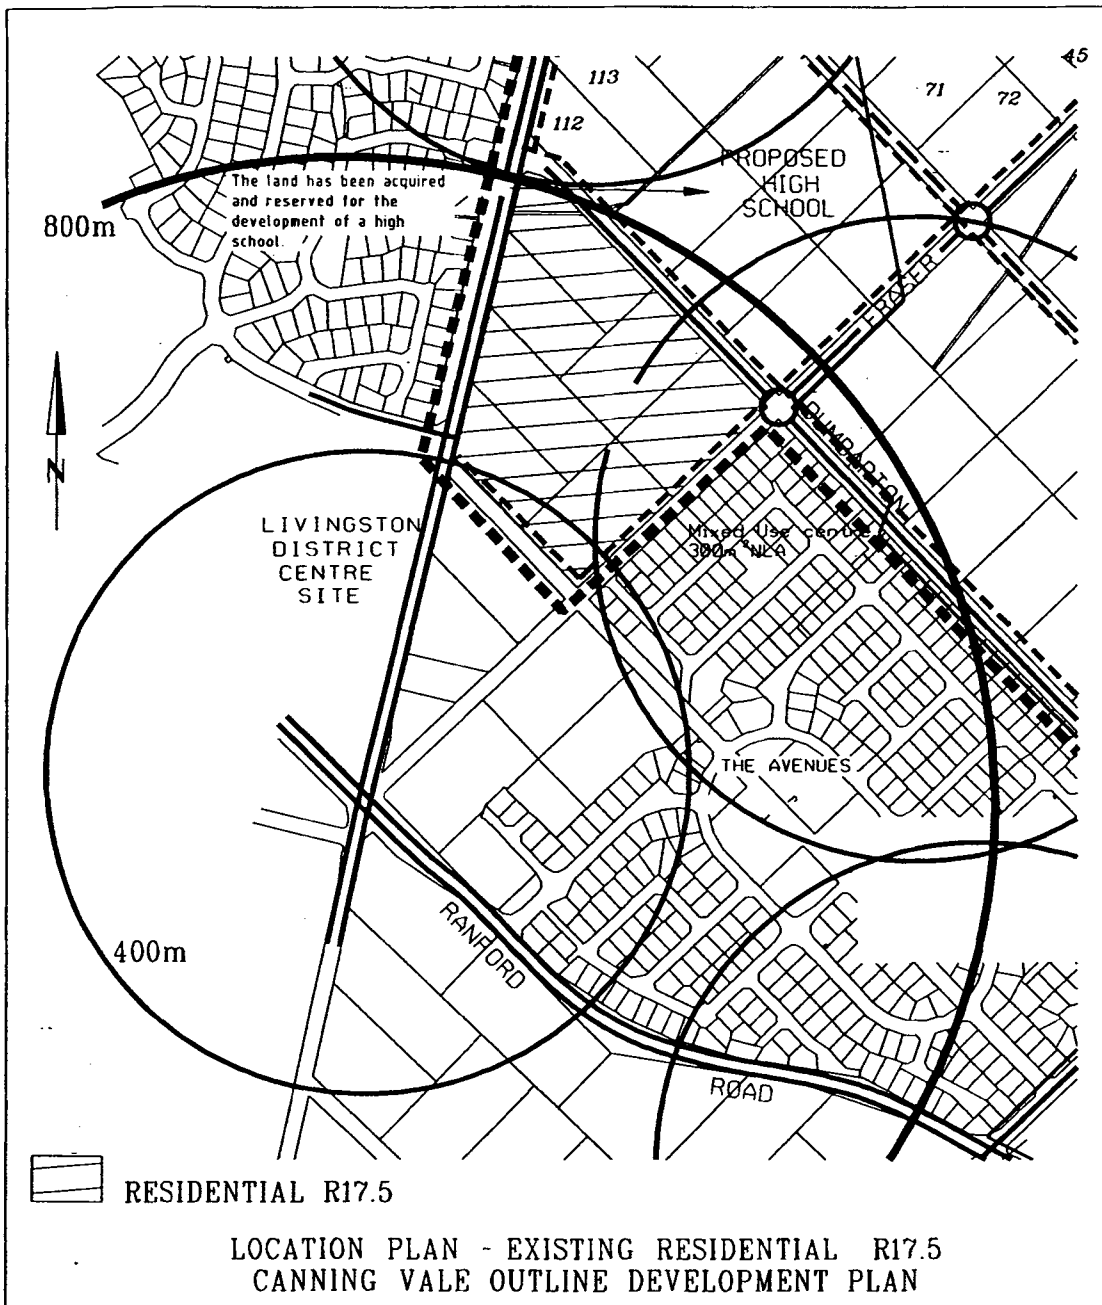 45
113
71
72
112
PROPOSED
HIGH
SCHOOL
The land has been acquired
and reserved for the
development of a high
school.
800m
FRASER
DUMBARTON
N
LIVINGSTON
DISTRICT
CENTRE
SITE
Mixed Use centre
300m² NLA
THE AVENUES
RANFORD
400m
ROAD
RESIDENTIAL R17.5
LOCATION PLAN - EXISTING RESIDENTIAL R17.5
CANNING VALE OUTLINE DEVELOPMENT PLAN